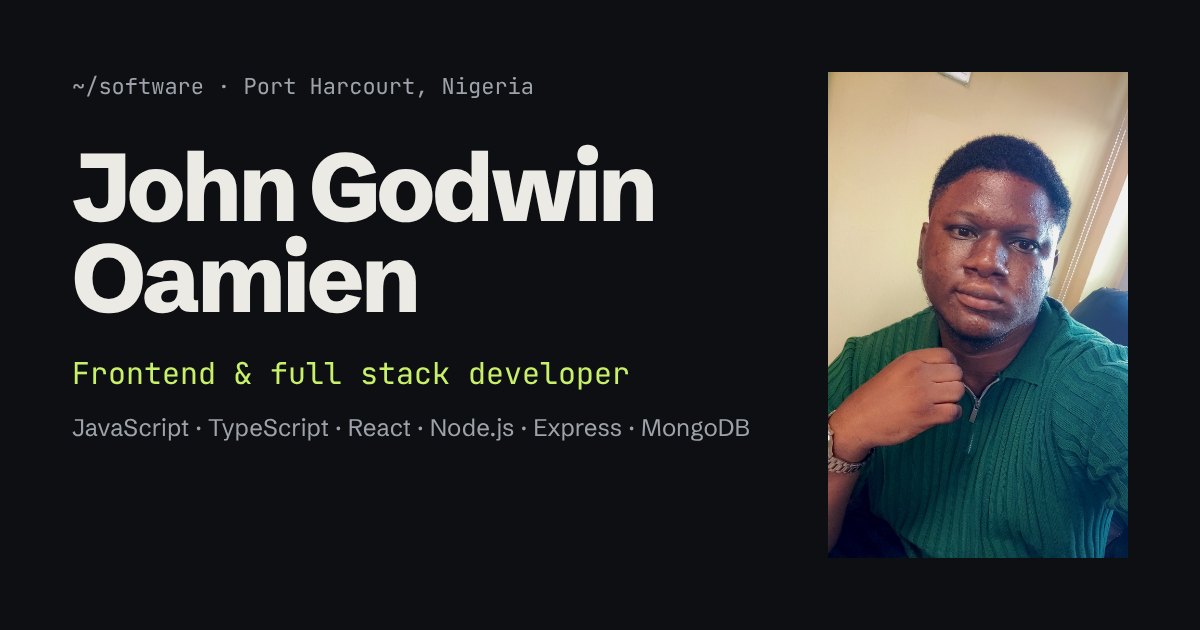 ~/software · Port Harcourt, Nigeria
John Godwin
Oamien
Frontend & full stack developer
JavaScript · TypeScript · React · Node.js · Express · MongoDB